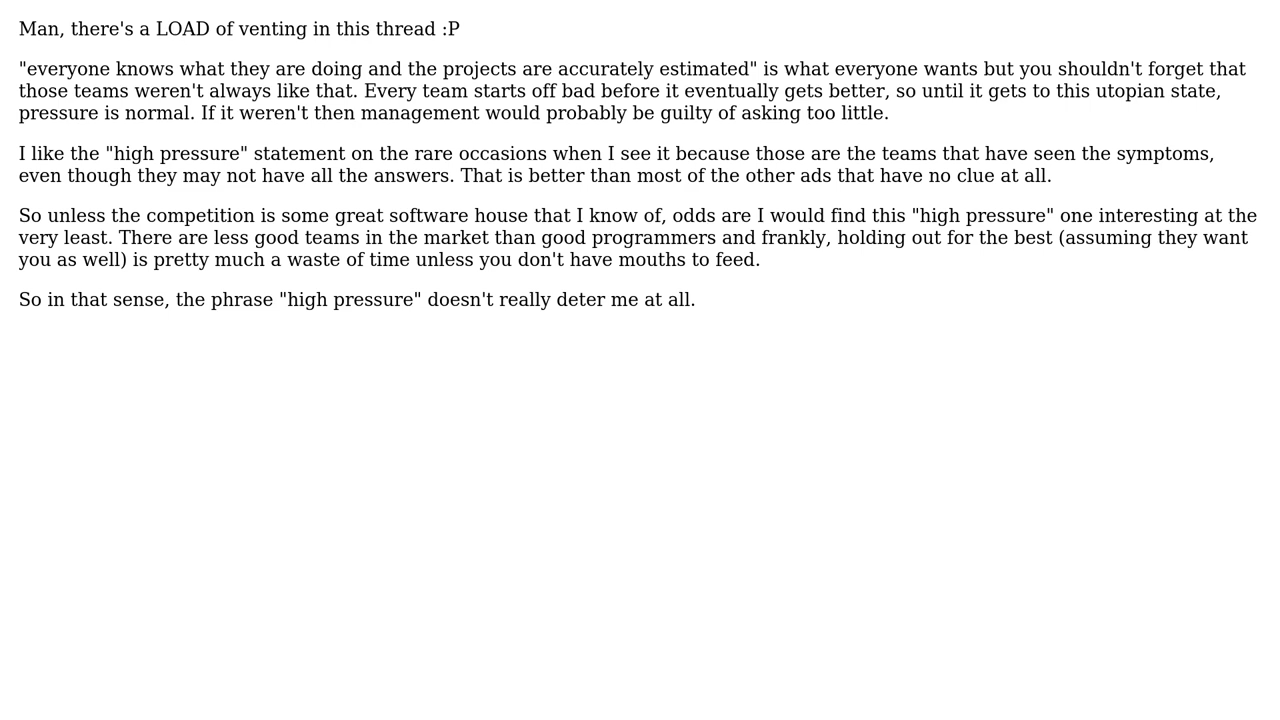 Man, there's a LOAD of venting in this thread :P
"everyone knows what they are doing and the projects are accurately estimated" is what everyone wants but you shouldn't forget that
those teams weren't always like that. Every team starts off bad before it eventually gets better, so until it gets to this utopian state,
pressure is normal. If it weren't then management would probably be guilty of asking too little.
I like the "high pressure" statement on the rare occasions when I see it because those are the teams that have seen the symptoms,
even though they may not have all the answers. That is better than most of the other ads that have no clue at all.
So unless the competition is some great software house that I know of, odds are I would find this "high pressure" one interesting at the
very least. There are less good teams in the market than good programmers and frankly, holding out for the best (assuming they want
you as well) is pretty much a waste of time unless you don't have mouths to feed.
So in that sense, the phrase "high pressure" doesn't really deter me at all.